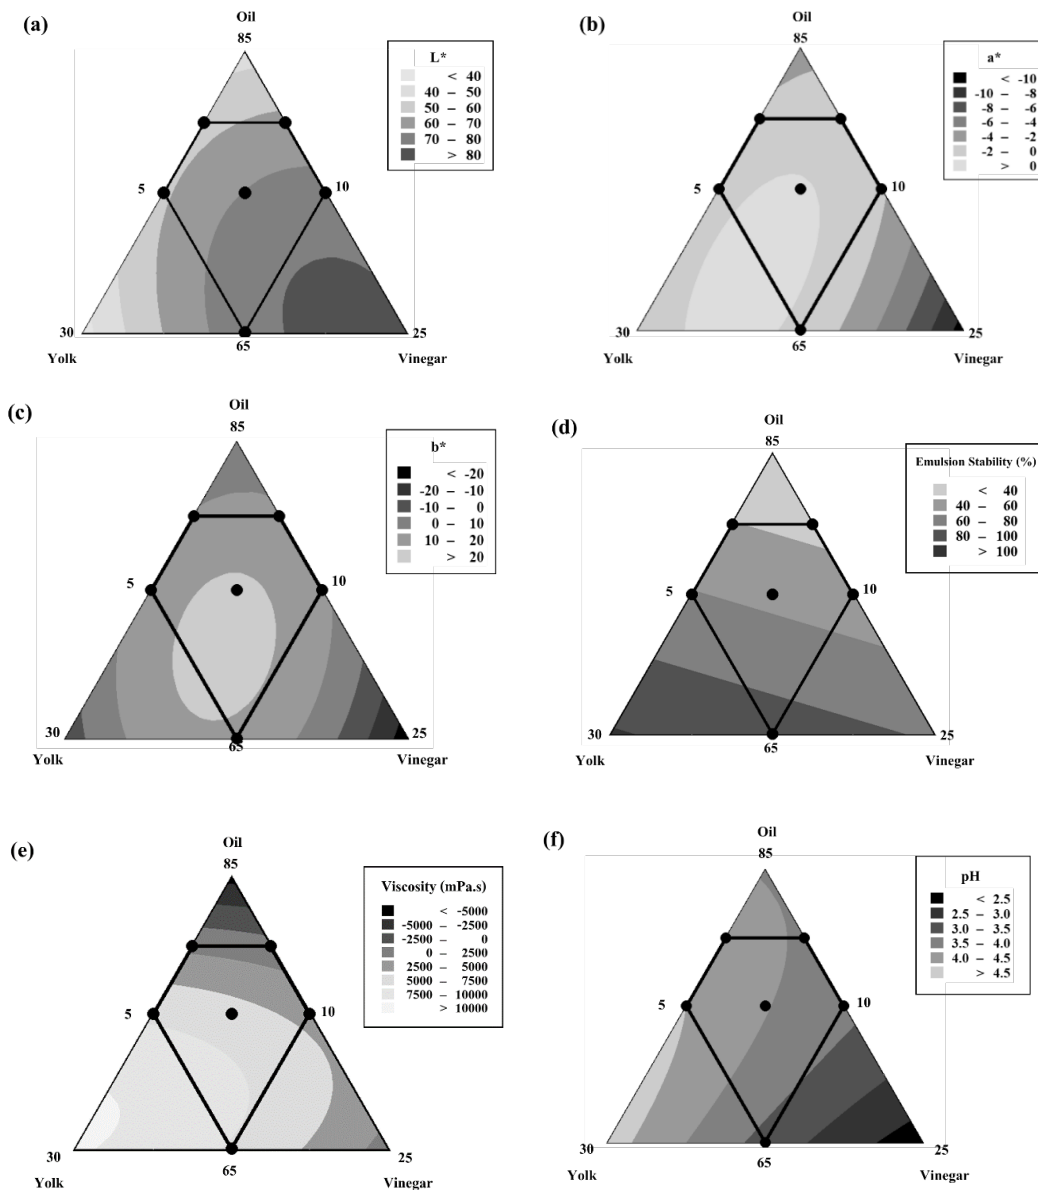 (a)
Oil
85
L*
< 40
40 – 50
50 – 60
60 – 70
70 – 80
> 80
5
10
30
65
25
Yolk
Vinegar
(b)
Oil
85
a*
< -10
-10 – -8
-8 – -6
-6 – -4
-4 – -2
-2 – 0
> 0
5
10
30
65
25
Yolk
Vinegar
(c)
Oil
85
b*
< -20
-20 – -10
-10 – 0
0 – 10
10 – 20
> 20
5
10
30
65
25
Yolk
Vinegar
(d)
Oil
85
Emulsion Stability (%)
< 40
40 – 60
60 – 80
80 – 100
> 100
5
10
30
65
25
Yolk
Vinegar
(e)
Oil
85
Viscosity (mPa.s)
< -5000
-5000 – -2500
-2500 – 0
0 – 2500
2500 – 5000
5000 – 7500
7500 – 10000
> 10000
5
10
30
65
25
Yolk
Vinegar
(f)
Oil
85
pH
< 2.5
2.5 – 3.0
3.0 – 3.5
3.5 – 4.0
4.0 – 4.5
> 4.5
5
10
30
65
25
Yolk
Vinegar